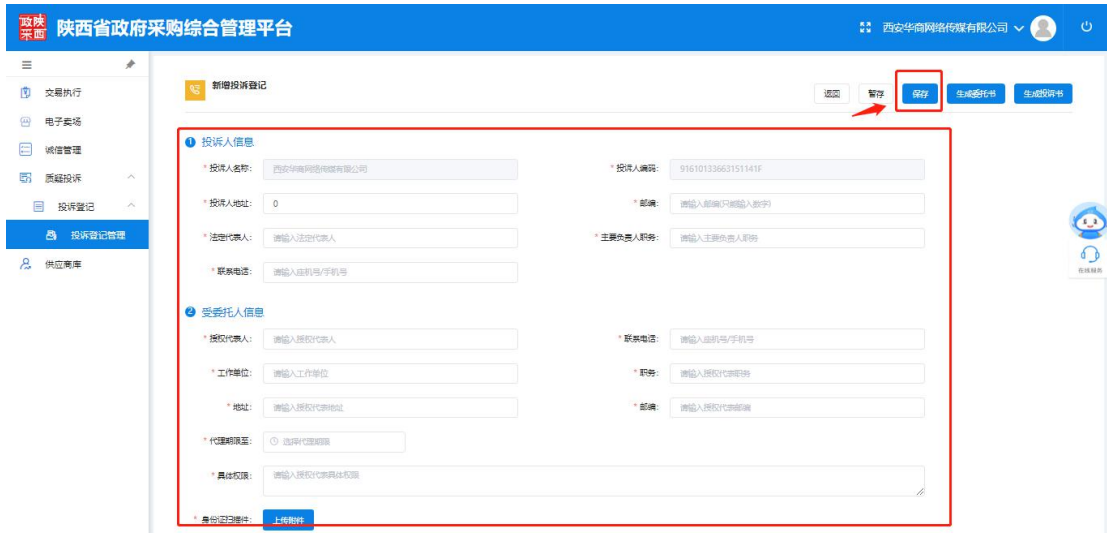 政陕
采西
陕西省政府采购综合管理平台
西安华商网络传媒有限公司
交易执行
电子卖场
诚信管理
质疑投诉
投诉登记
投诉登记管理
供应商库
新增投诉登记
返回 暂存 保存 生成委托书 生成投诉书
1 投诉人信息
* 投诉人名称: 西安华商网络传媒有限公司 * 投诉人编码: 91610133663151141F
* 投诉人地址: 0 * 邮编: 请输入邮编(只能输入数字)
* 法定代表人: 请输入法定代表人 * 主要负责人职务: 请输入主要负责人职务
* 联系电话: 请输入座机号/手机号
2 受委托人信息
* 授权代表人: 请输入授权代表人 * 联系电话: 请输入座机号/手机号
* 工作单位: 请输入工作单位 * 职务: 请输入授权代表职务
* 地址: 请输入授权代表地址 * 邮编: 请输入授权代表邮编
* 代理期限至: 选择代理期限
* 具体权限: 请输入授权代表具体权限
* 身份证扫描件: 上传附件
在线服务